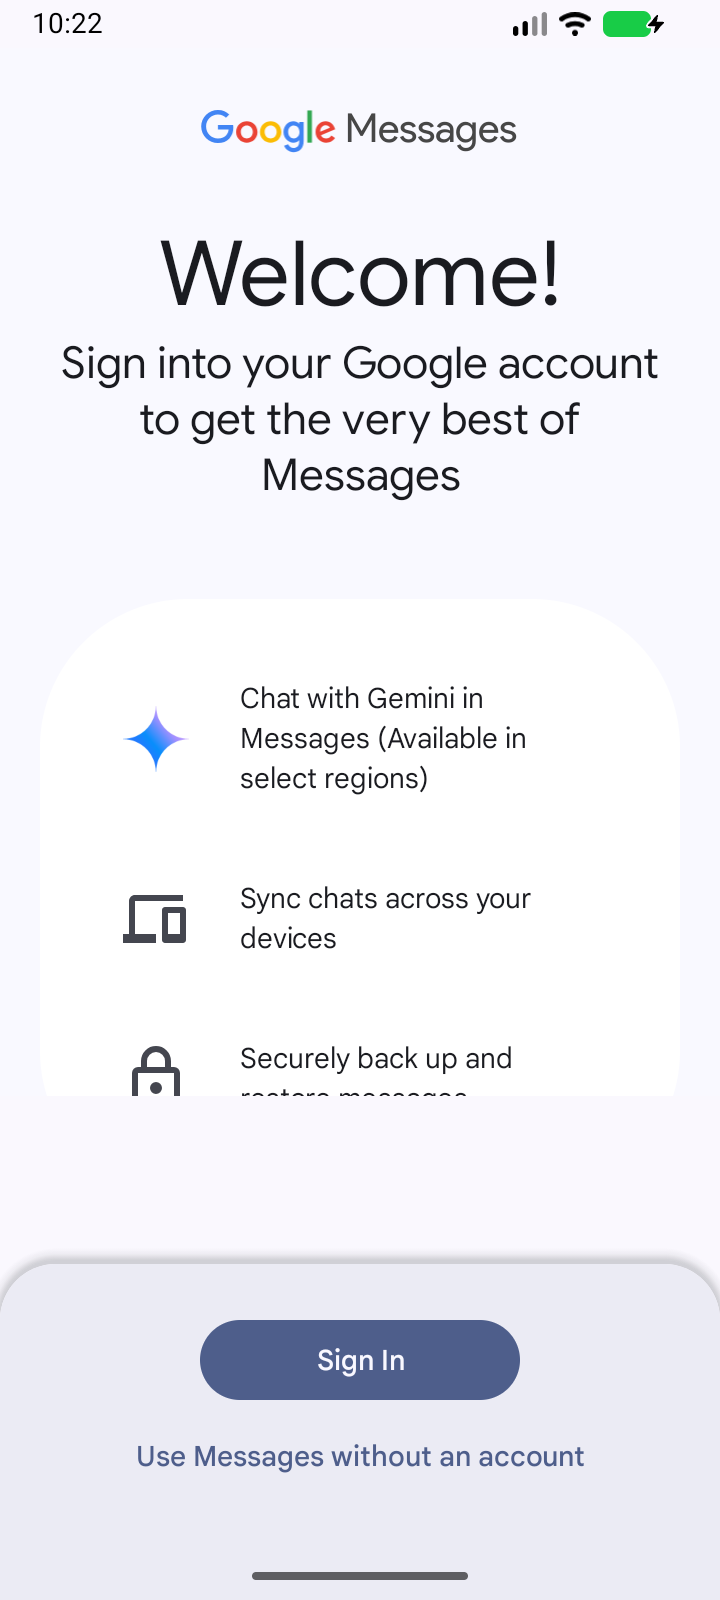 10:22
Google Messages
Welcome!
Sign into your Google account
to get the very best of
Messages
Chat with Gemini in
Messages (Available in
select regions)
Sync chats across your
devices
Securely back up and
restore messages
Sign In
Use Messages without an account